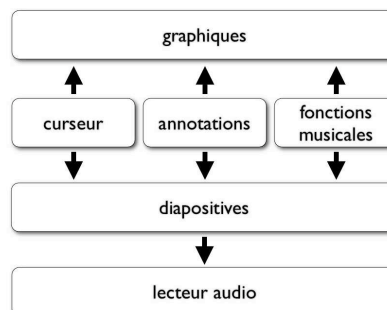 graphiques
curseur
annotations
fonctions
musicales
diapositives
lecteur audio